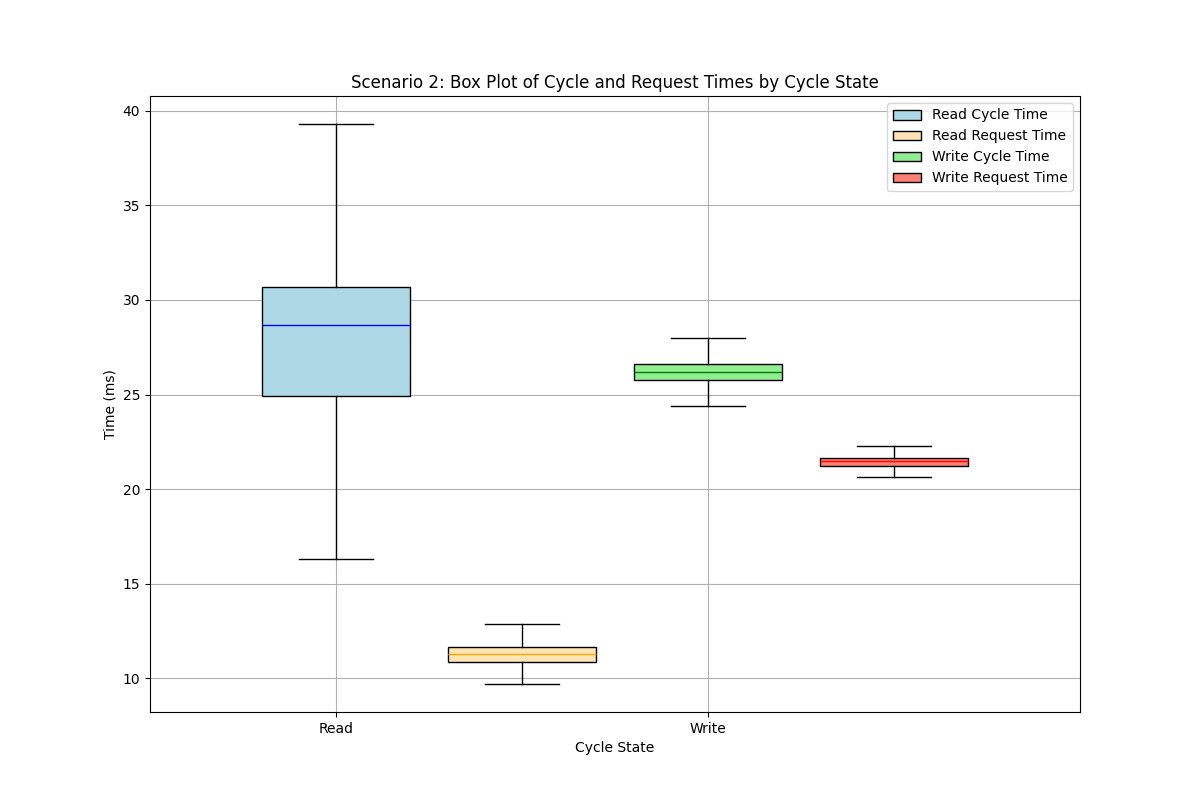 Scenario 2: Box Plot of Cycle and Request Times by Cycle State
Read Cycle Time
Read Request Time
Write Cycle Time
Write Request Time
40
35
30
25
20
15
10
Time (ms)
Read
Write
Cycle State